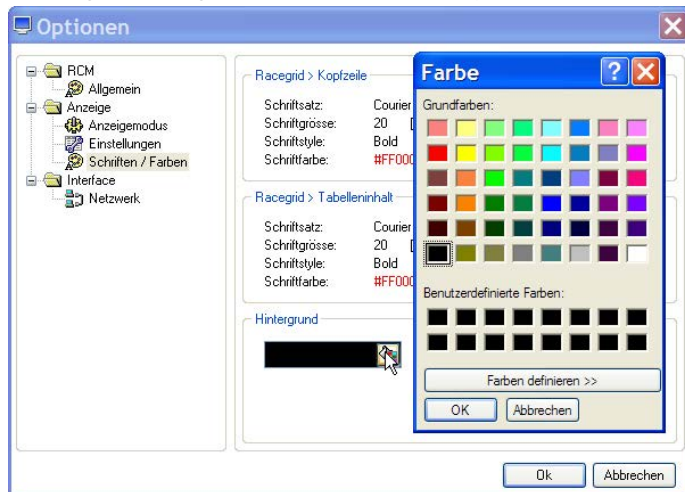 Optionen
RCM
Allgemein
Anzeige
Anzeigemodus
Einstellungen
Schriften / Farben
Interface
Netzwerk
Racegrid > Kopfzeile
Schriftsatz: Courier
Schriftgrösse: 20
Schriftstyle: Bold
Schriftfarbe: #FF000
Racegrid > Tabelleninhalt
Schriftsatz: Courier
Schriftgrösse: 20
Schriftstyle: Bold
Schriftfarbe: #FF000
Hintergrund
Farbe
Grundfarben:
Benutzerdefinierte Farben:
Farben definieren >>
OK Abbrechen
Ok Abbrechen